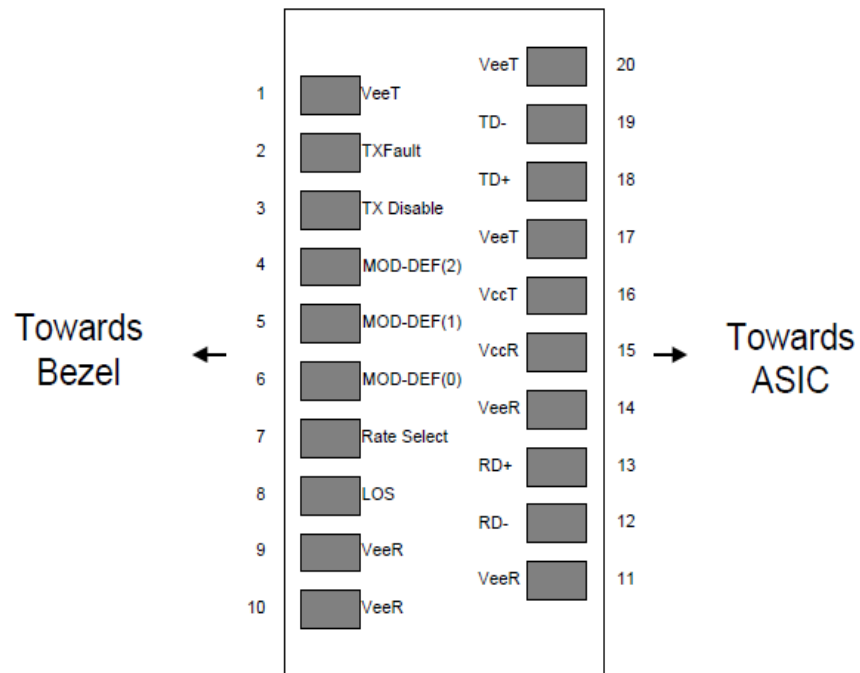 VeeT 20
1 VeeT
TD- 19
2 TXFault
TD+ 18
3 TX Disable
VeeT 17
4 MOD-DEF(2)
VccT 16
5 MOD-DEF(1)
Towards
Bezel
VccR 15
Towards
ASIC
6 MOD-DEF(0)
VeeR 14
7 Rate Select
RD+ 13
8 LOS
RD- 12
9 VeeR
VeeR 11
10 VeeR